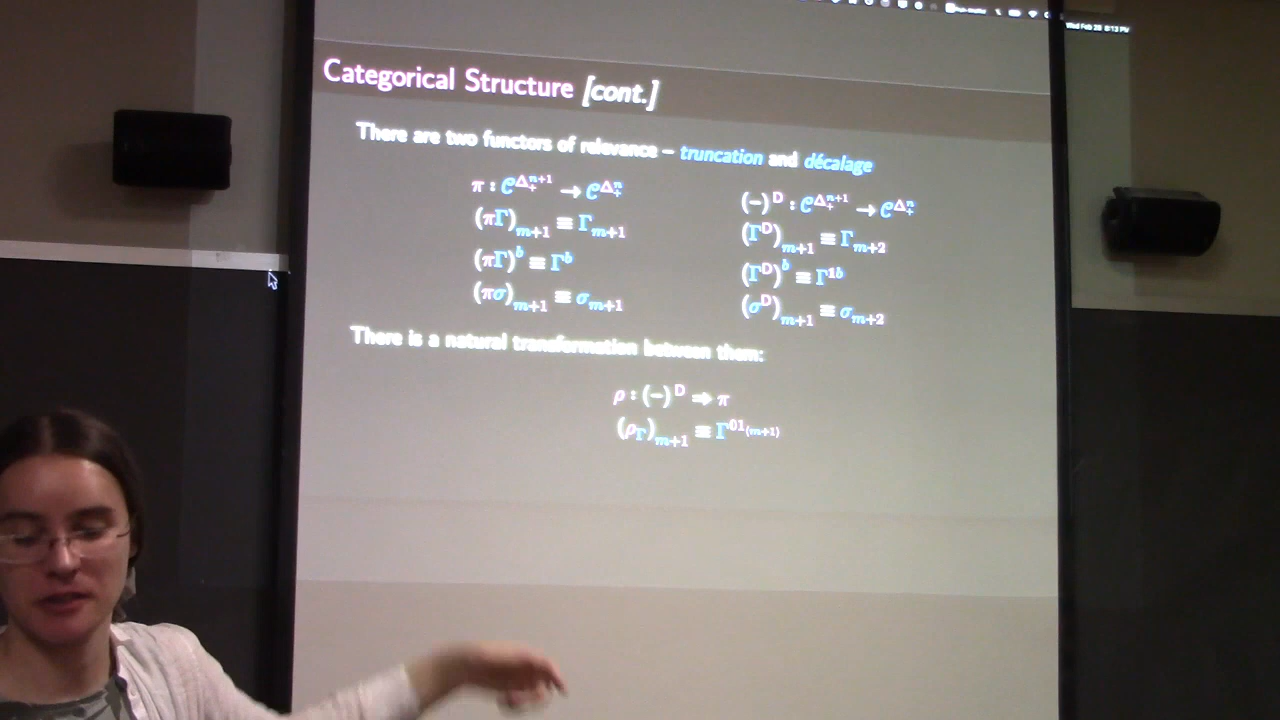 Categorical Structure [cont.]
There are two functors of relevance – truncation and décalage
π : 𝒞^{Δ₊^{n+1}} → 𝒞^{Δ₊^{n}}
(πΓ)_{m+1} ≡ Γ_{m+1}
(πΓ)^b ≡ Γ^b
(πσ)_{m+1} ≡ σ_{m+1}
(−)^D : 𝒞^{Δ₊^{n+1}} → 𝒞^{Δ₊^{n}}
(Γ^D)_{m+1} ≡ Γ_{m+2}
(Γ^D)^b ≡ Γ^{1b}
(σ^D)_{m+1} ≡ σ_{m+2}
There is a natural transformation between them:
ρ : (−)^D ⇒ π
(ρ_Γ)_{m+1} ≡ Γ^{01(m+1)}